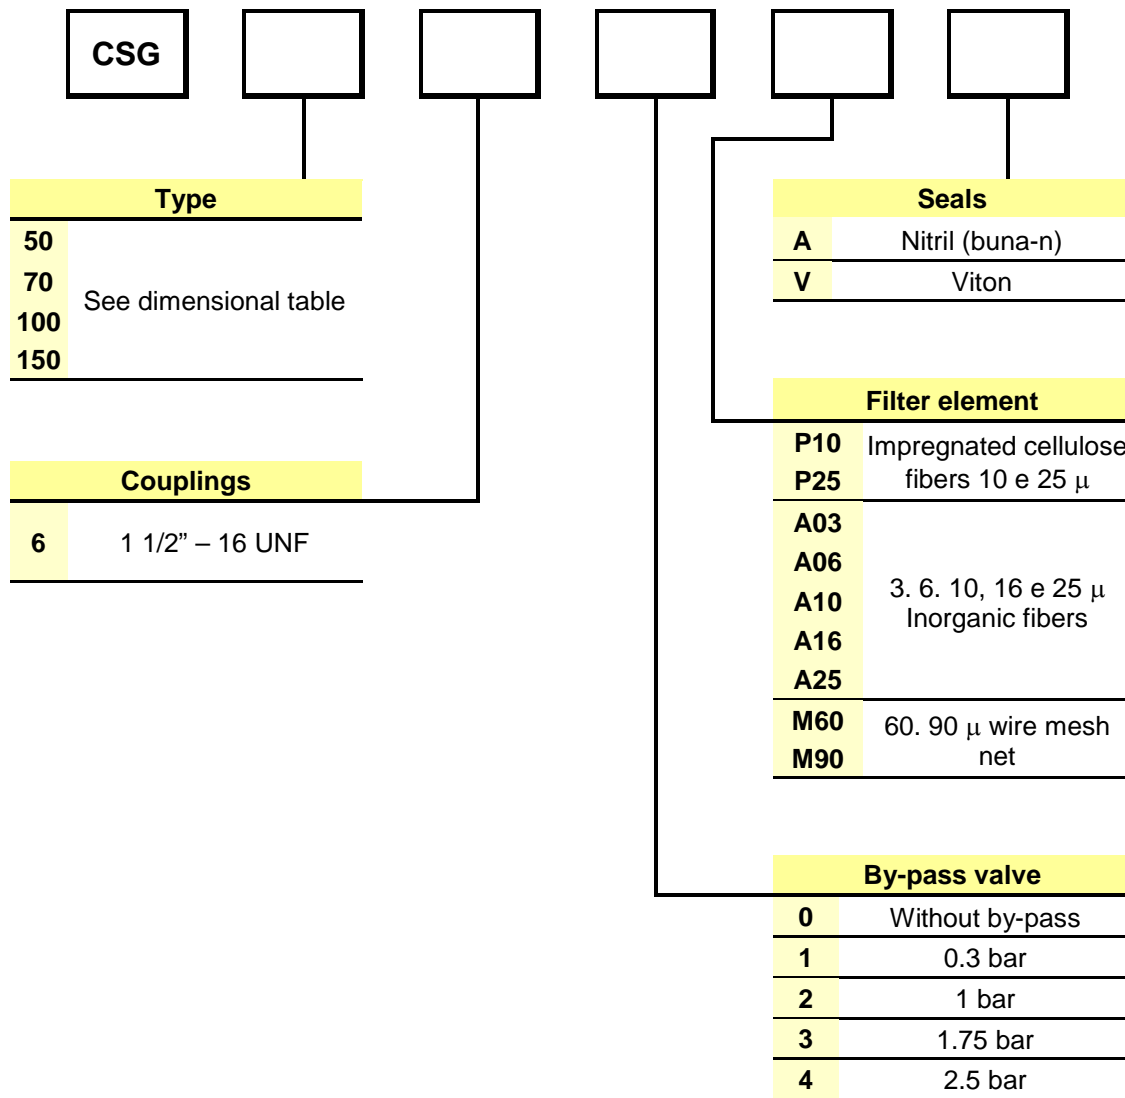 CSG
Type
50
70
100
150
See dimensional table
Couplings
6 1 1/2” – 16 UNF
Seals
A Nitril (buna-n)
V Viton
Filter element
P10
P25
Impregnated cellulose
fibers 10 e 25 μ
A03
A06
A10
A16
A25
3. 6. 10, 16 e 25 μ
Inorganic fibers
M60
M90
60. 90 μ wire mesh
net
By-pass valve
0 Without by-pass
1 0.3 bar
2 1 bar
3 1.75 bar
4 2.5 bar